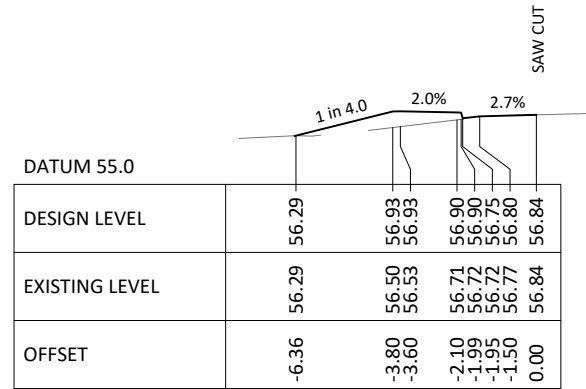 SAW CUT
1 in 4.0 2.0% 2.7%
DATUM 55.0
DESIGN LEVEL 56.29 56.93 56.93 56.90 56.90 56.75 56.80 56.84
EXISTING LEVEL 56.29 56.50 56.53 56.71 56.72 56.72 56.77 56.84
OFFSET -6.36 -3.80 -3.60 -2.10 -1.99 -1.95 -1.50 0.00